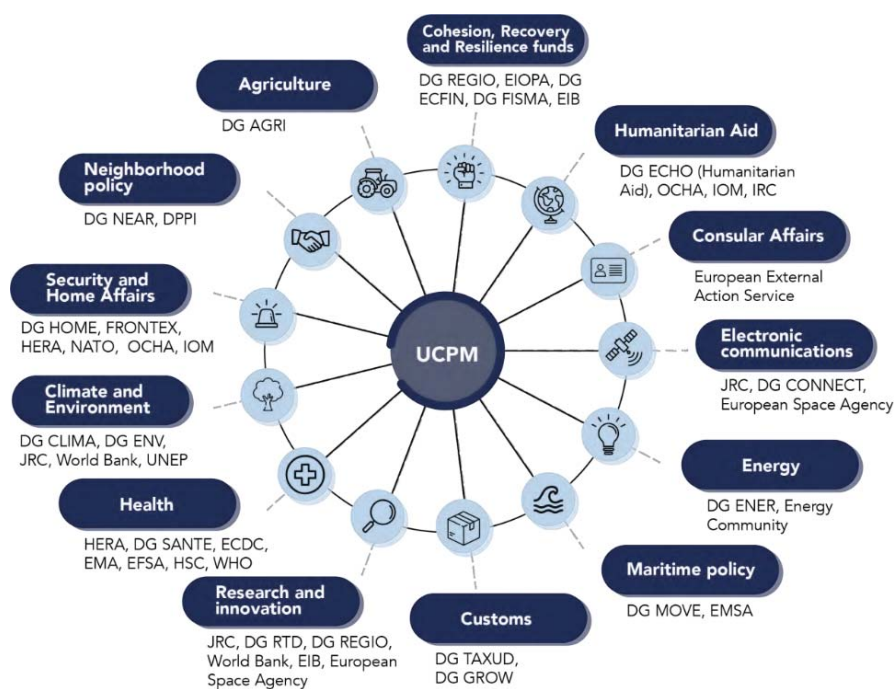 Cohesion, Recovery
and Resilience funds
DG REGIO, EIOPA, DG
ECFIN, DG FISMA, EIB
Agriculture
DG AGRI
Humanitarian Aid
DG ECHO (Humanitarian
Aid), OCHA, IOM, IRC
Neighborhood
policy
DG NEAR, DPPI
Consular Affairs
European External
Action Service
Security and
Home Affairs
DG HOME, FRONTEX,
HERA, NATO, OCHA, IOM
UCPM
Electronic
communications
JRC, DG CONNECT,
European Space Agency
Climate and
Environment
DG CLIMA, DG ENV,
JRC, World Bank, UNEP
Energy
DG ENER, Energy
Community
Health
HERA, DG SANTE, ECDC,
EMA, EFSA, HSC, WHO
Maritime policy
DG MOVE, EMSA
Research and
innovation
JRC, DG RTD, DG REGIO,
World Bank, EIB, European
Space Agency
Customs
DG TAXUD,
DG GROW